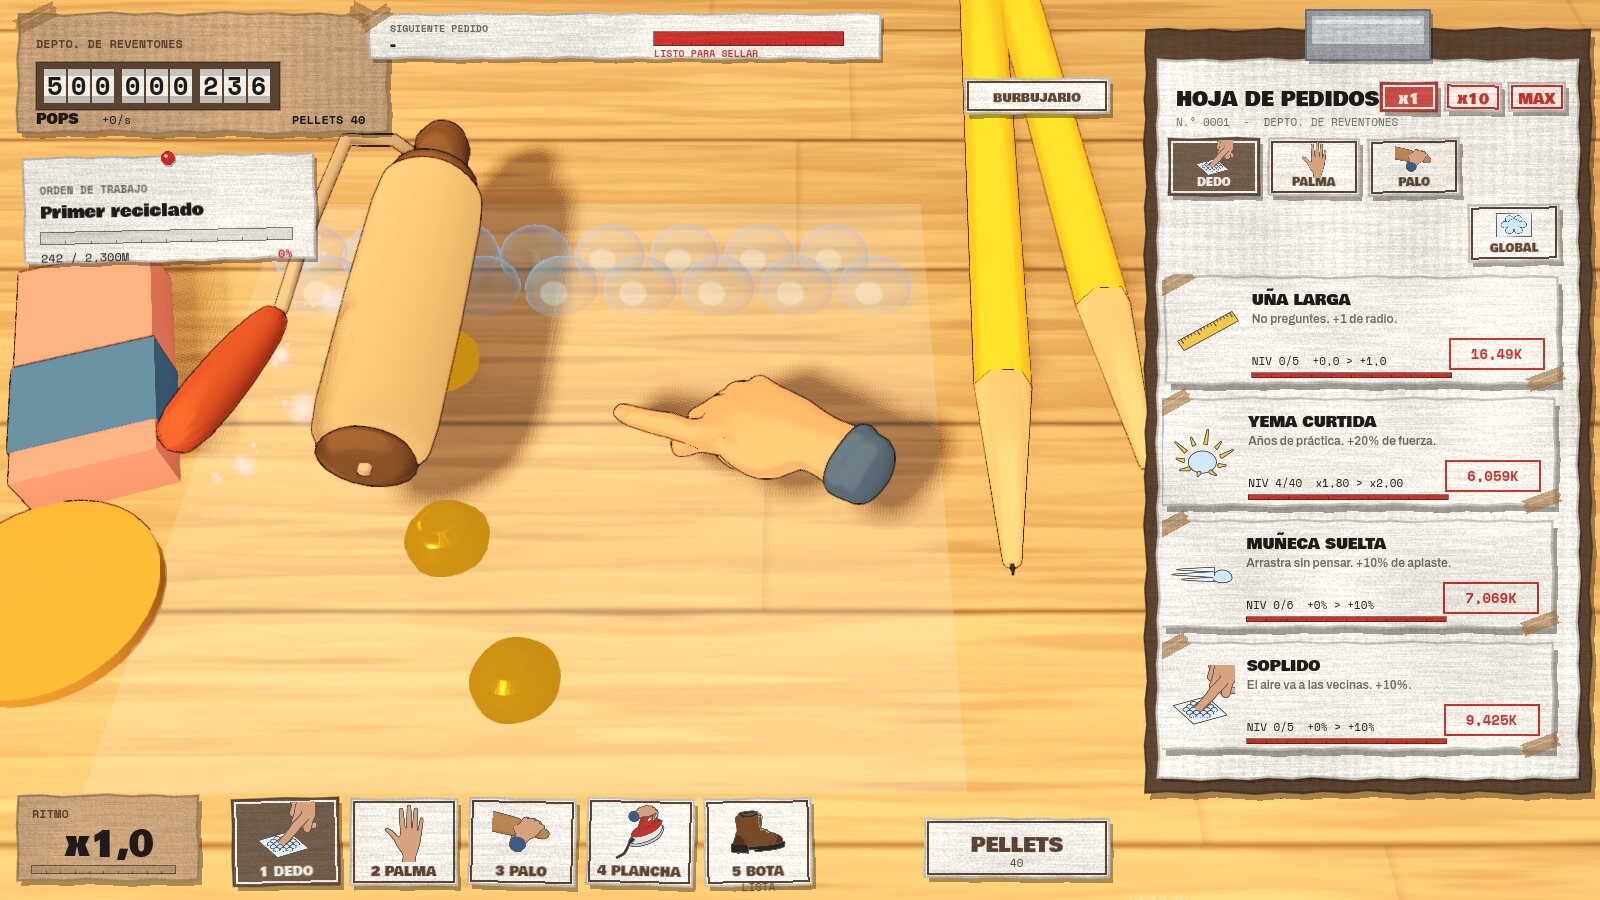 DEPTO. DE REVENTONES
500 000 236
POPS +0/s PELLETS 40
SIGUIENTE PEDIDO
-
LISTO PARA SELLAR
BURBUJARIO
ORDEN DE TRABAJO
Primer reciclado
0%
242 / 2,300M
HOJA DE PEDIDOS x1 x10 MAX
N.° 0001 - DEPTO. DE REVENTONES
DEDO PALMA PALO
GLOBAL
UÑA LARGA
No preguntes. +1 de radio.
NIV 0/5 +0,0 > +1,0
16,49K
YEMA CURTIDA
Años de práctica. +20% de fuerza.
NIV 4/40 x1,80 > x2,00
6,059K
MUÑECA SUELTA
Arrastra sin pensar. +10% de aplaste.
NIV 0/6 +0% > +10%
7,069K
SOPLIDO
El aire va a las vecinas. +10%.
NIV 0/5 +0% > +10%
9,425K
RITMO
x1,0
1 DEDO 2 PALMA 3 PALO 4 PLANCHA 5 BOTA
LISTA
PELLETS
40